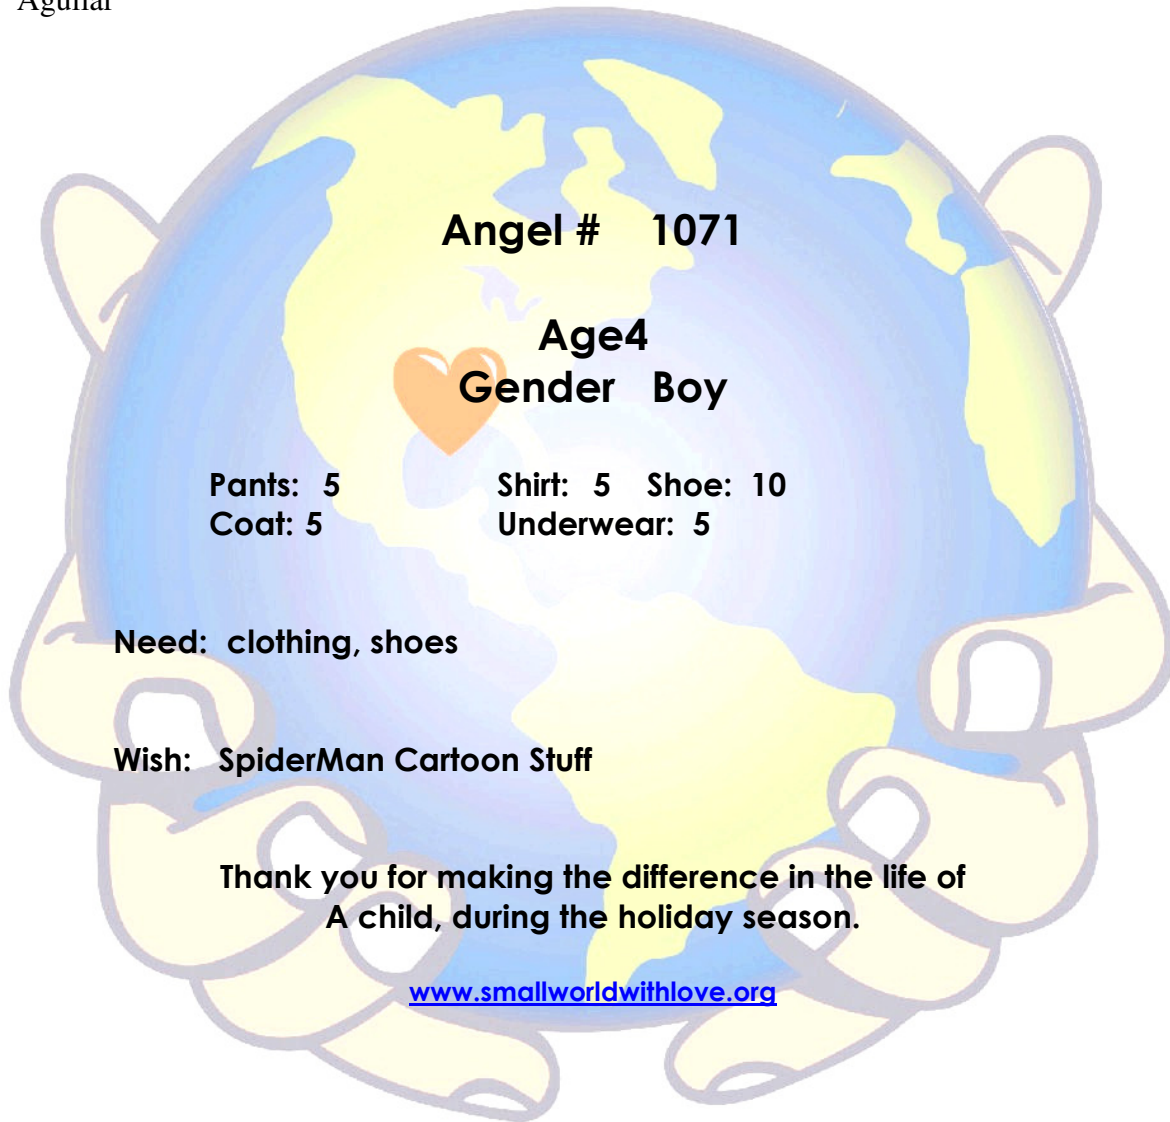 Aguilar
Angel # 1071
Age4
Gender Boy
Pants: 5 Shirt: 5 Shoe: 10
Coat: 5 Underwear: 5
Need: clothing, shoes
Wish: SpiderMan Cartoon Stuff
Thank you for making the difference in the life of
A child, during the holiday season.
www.smallworldwithlove.org